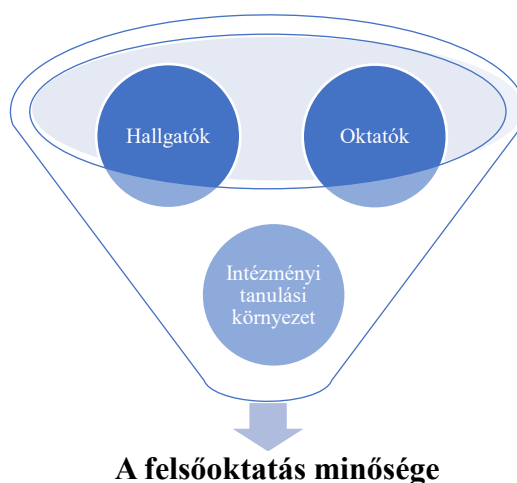 Hallgatók
Oktatók
Intézményi
tanulási
környezet
A felsőoktatás minősége